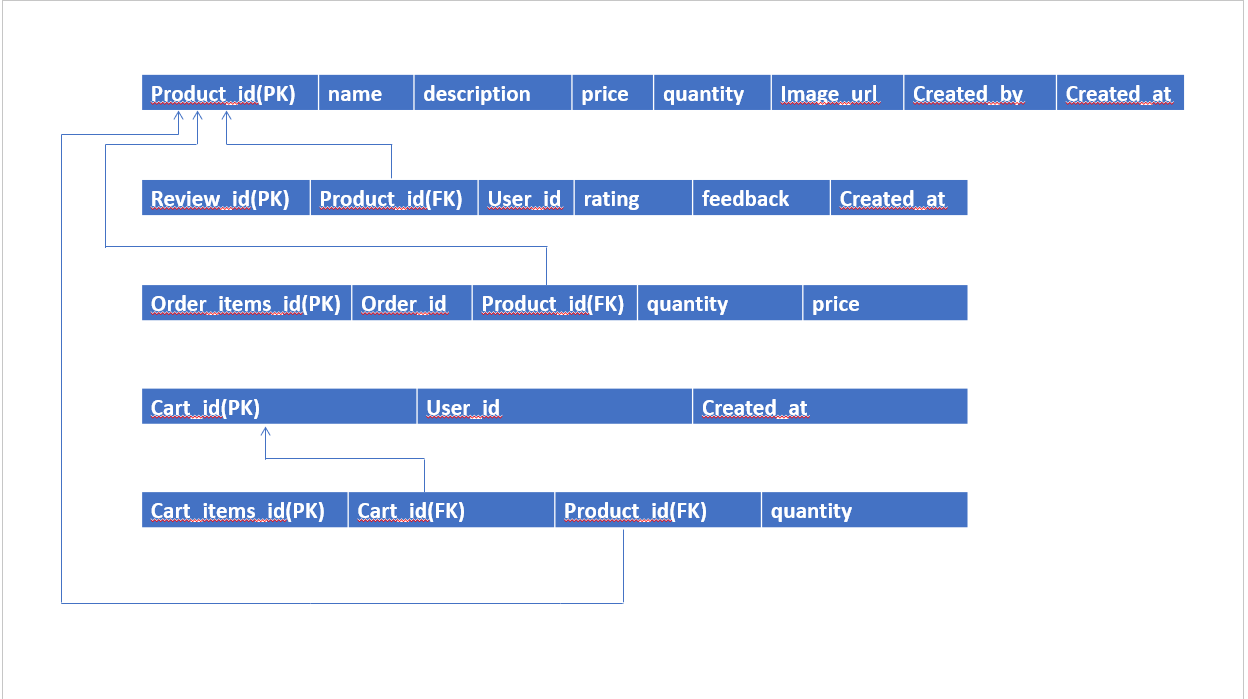 Product_id(PK) name description price quantity Image_url Created_by Created_at
Review_id(PK) Product_id(FK) User_id rating feedback Created_at
Order_items_id(PK) Order_id Product_id(FK) quantity price
Cart_id(PK) User_id Created_at
Cart_items_id(PK) Cart_id(FK) Product_id(FK) quantity